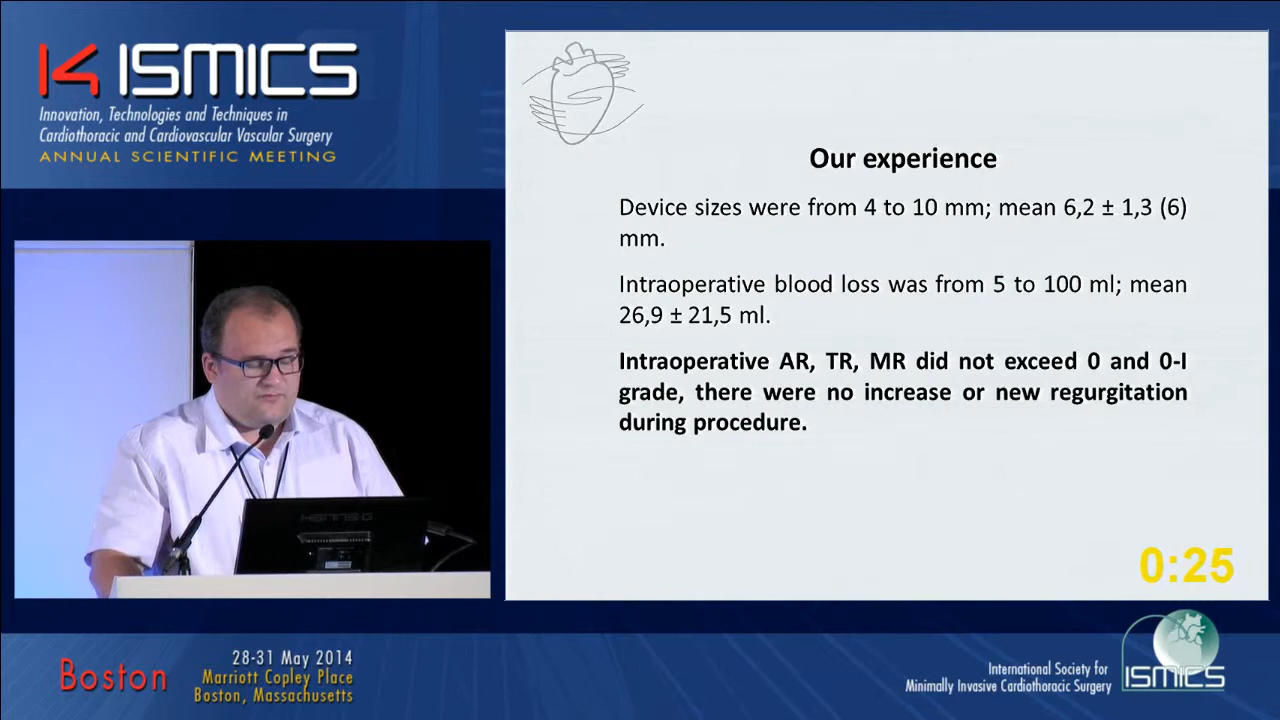 14 ISMICS
Innovation, Technologies and Techniques in
Cardiothoracic and Cardiovascular Vascular Surgery
ANNUAL SCIENTIFIC MEETING
Our experience
Device sizes were from 4 to 10 mm; mean 6,2 ± 1,3 (6)
mm.
Intraoperative blood loss was from 5 to 100 ml; mean
26,9 ± 21,5 ml.
Intraoperative AR, TR, MR did not exceed 0 and 0-I
grade, there were no increase or new regurgitation
during procedure.
0:25
Boston
28-31 May 2014
Marriott Copley Place
Boston, Massachusetts
International Society for
Minimally Invasive Cardiothoracic Surgery
ISMICS